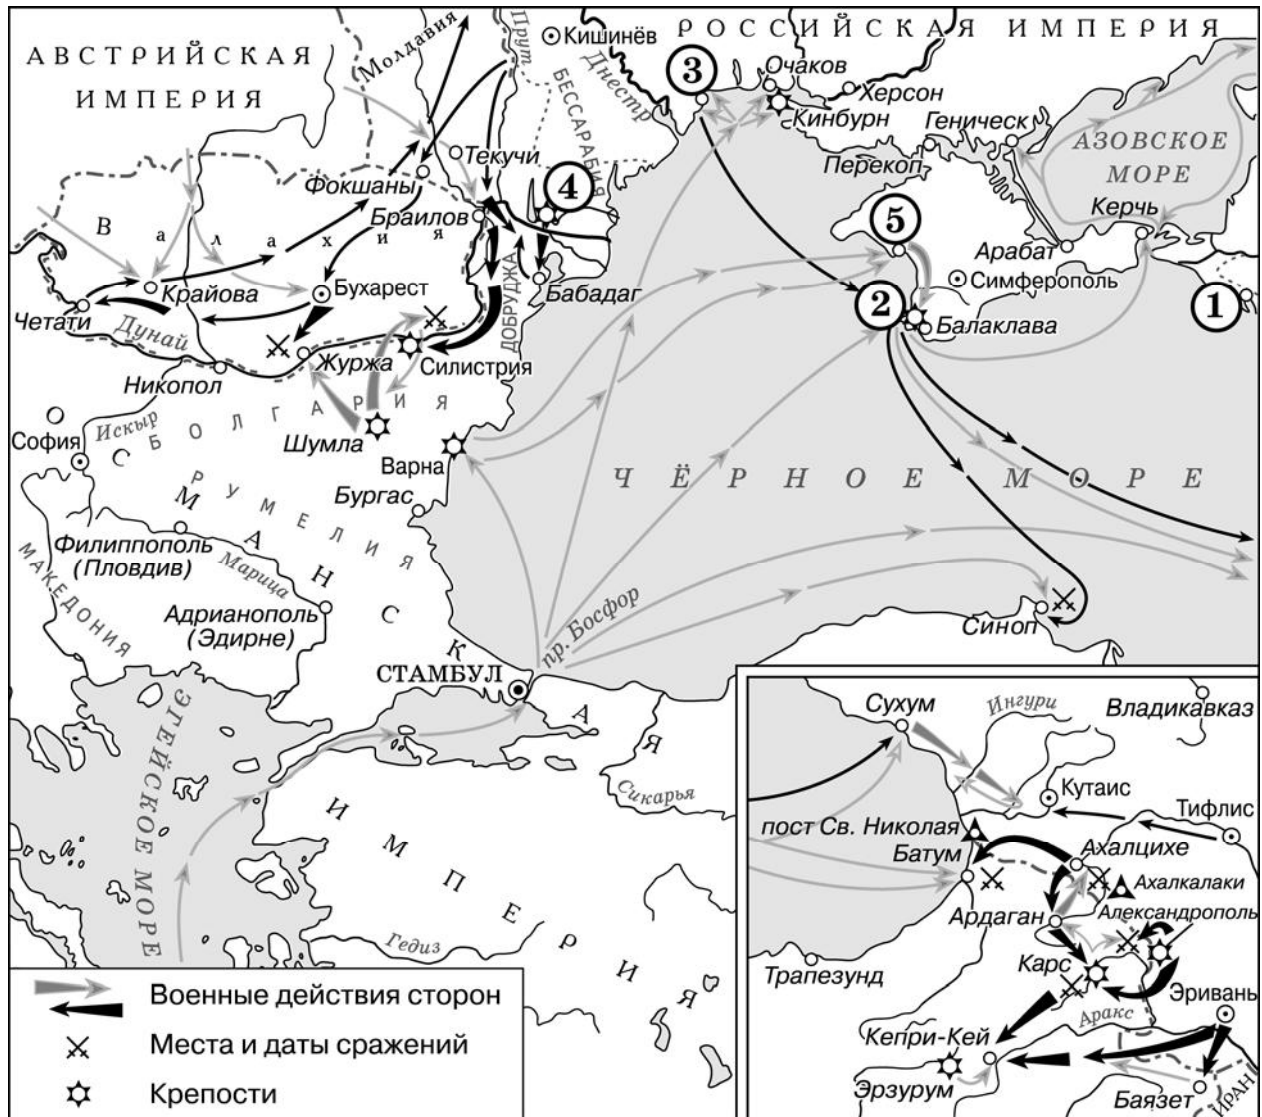 АВСТРИЙСКАЯ
ИМПЕРИЯ
РОССИЙСКАЯ ИМПЕРИЯ
Молдавия
Прут
Кишинёв
Днестр
БЕССАРАБИЯ
3
Очаков
Херсон
Кинбурн
Геническ
Перекоп
АЗОВСКОЕ
МОРЕ
Керчь
Арабат
Текучи
Фокшаны
Браилов
4
5
Симферополь
1
Валахия
Крайова
Бухарест
Бабадаг
ДОБРУДЖА
2
Балаклава
Четати
Дунай
Журжа
Силистрия
Никопол
БОЛГАРИЯ
Искыр
София
Шумла
Варна
ЧЁРНОЕ МОРЕ
РУМЕЛИЯ
Бургас
ОСМАНСКАЯ
ИМПЕРИЯ
Филиппополь
(Пловдив)
Марица
МАКЕДОНИЯ
Адрианополь
(Эдирне)
пр. Босфор
Синоп
СТАМБУЛ
ЭГЕЙСКОЕ МОРЕ
Сикарья
Гедиз
Сухум
Ингури
Владикавказ
Кутаис
Тифлис
пост Св. Николая
Батум
Ахалцихе
Ахалкалаки
Ардаган
Александрополь
Карс
Трапезунд
Эривань
Аракс
Кепри-Кей
Эрзурум
Баязет
ИРАН
Военные действия сторон
Места и даты сражений
Крепости